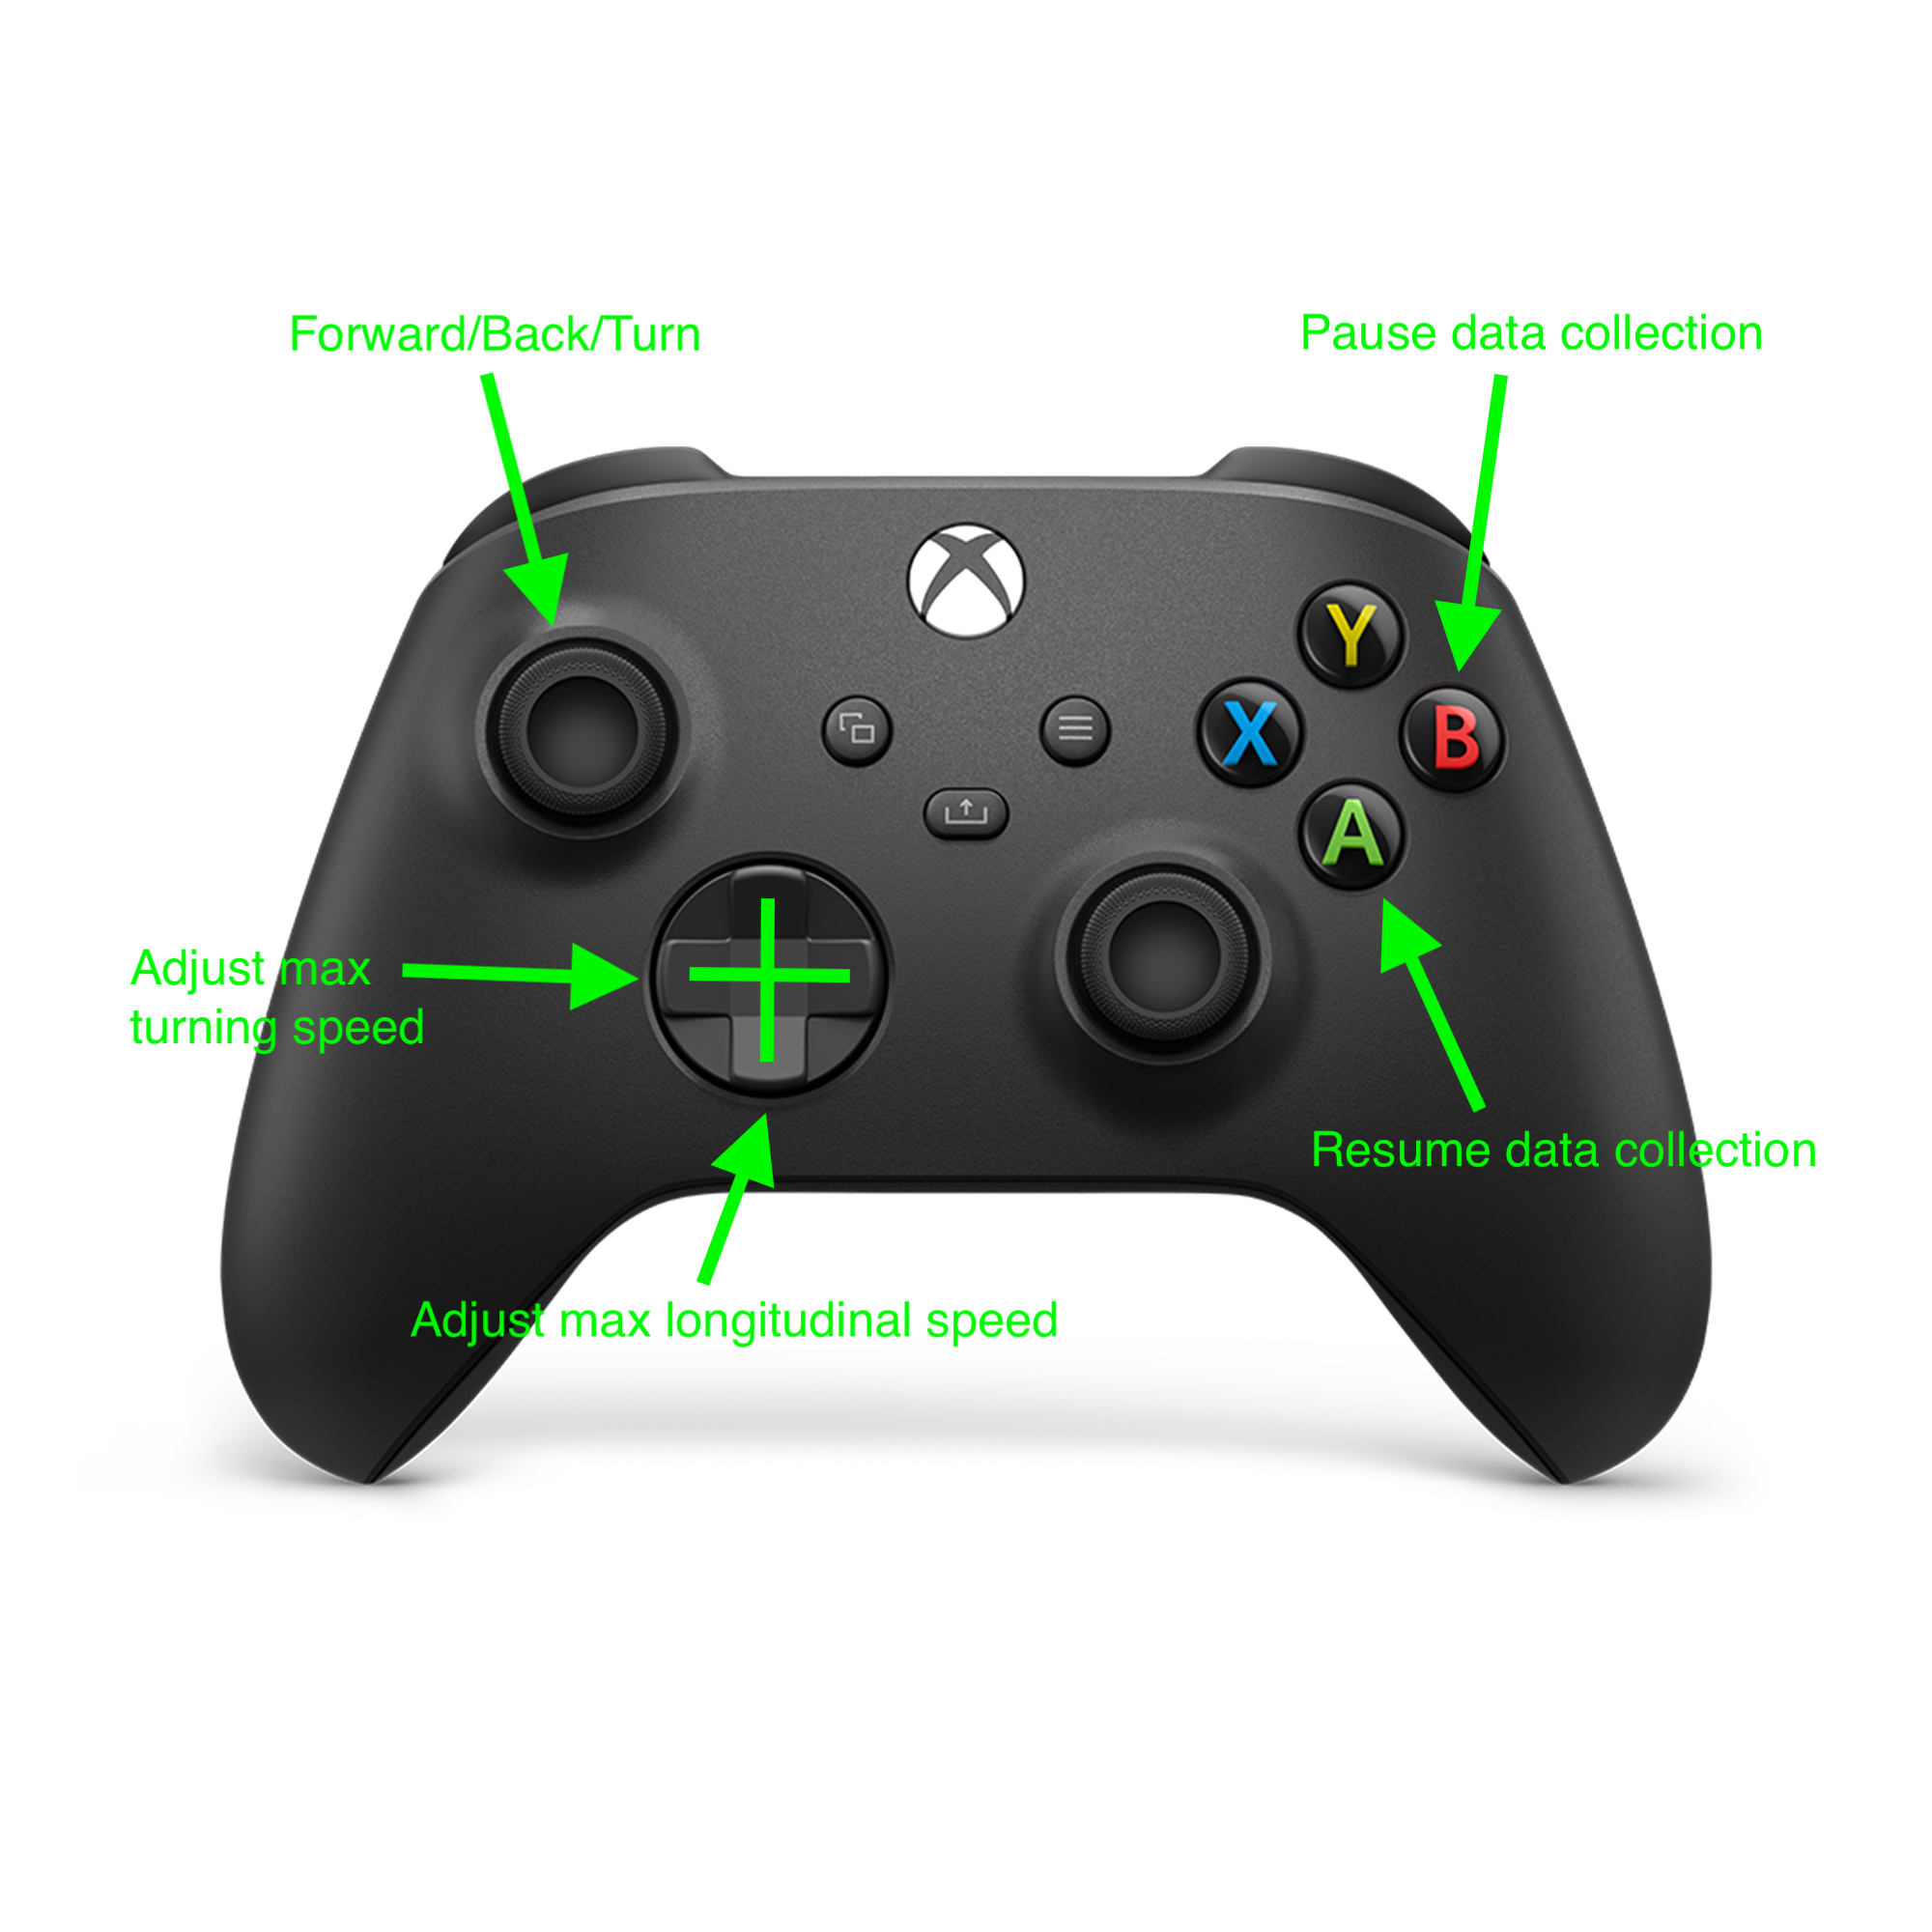 Forward/Back/Turn
Pause data collection
Y
X
B
A
Adjust max
turning speed
Resume data collection
Adjust max longitudinal speed